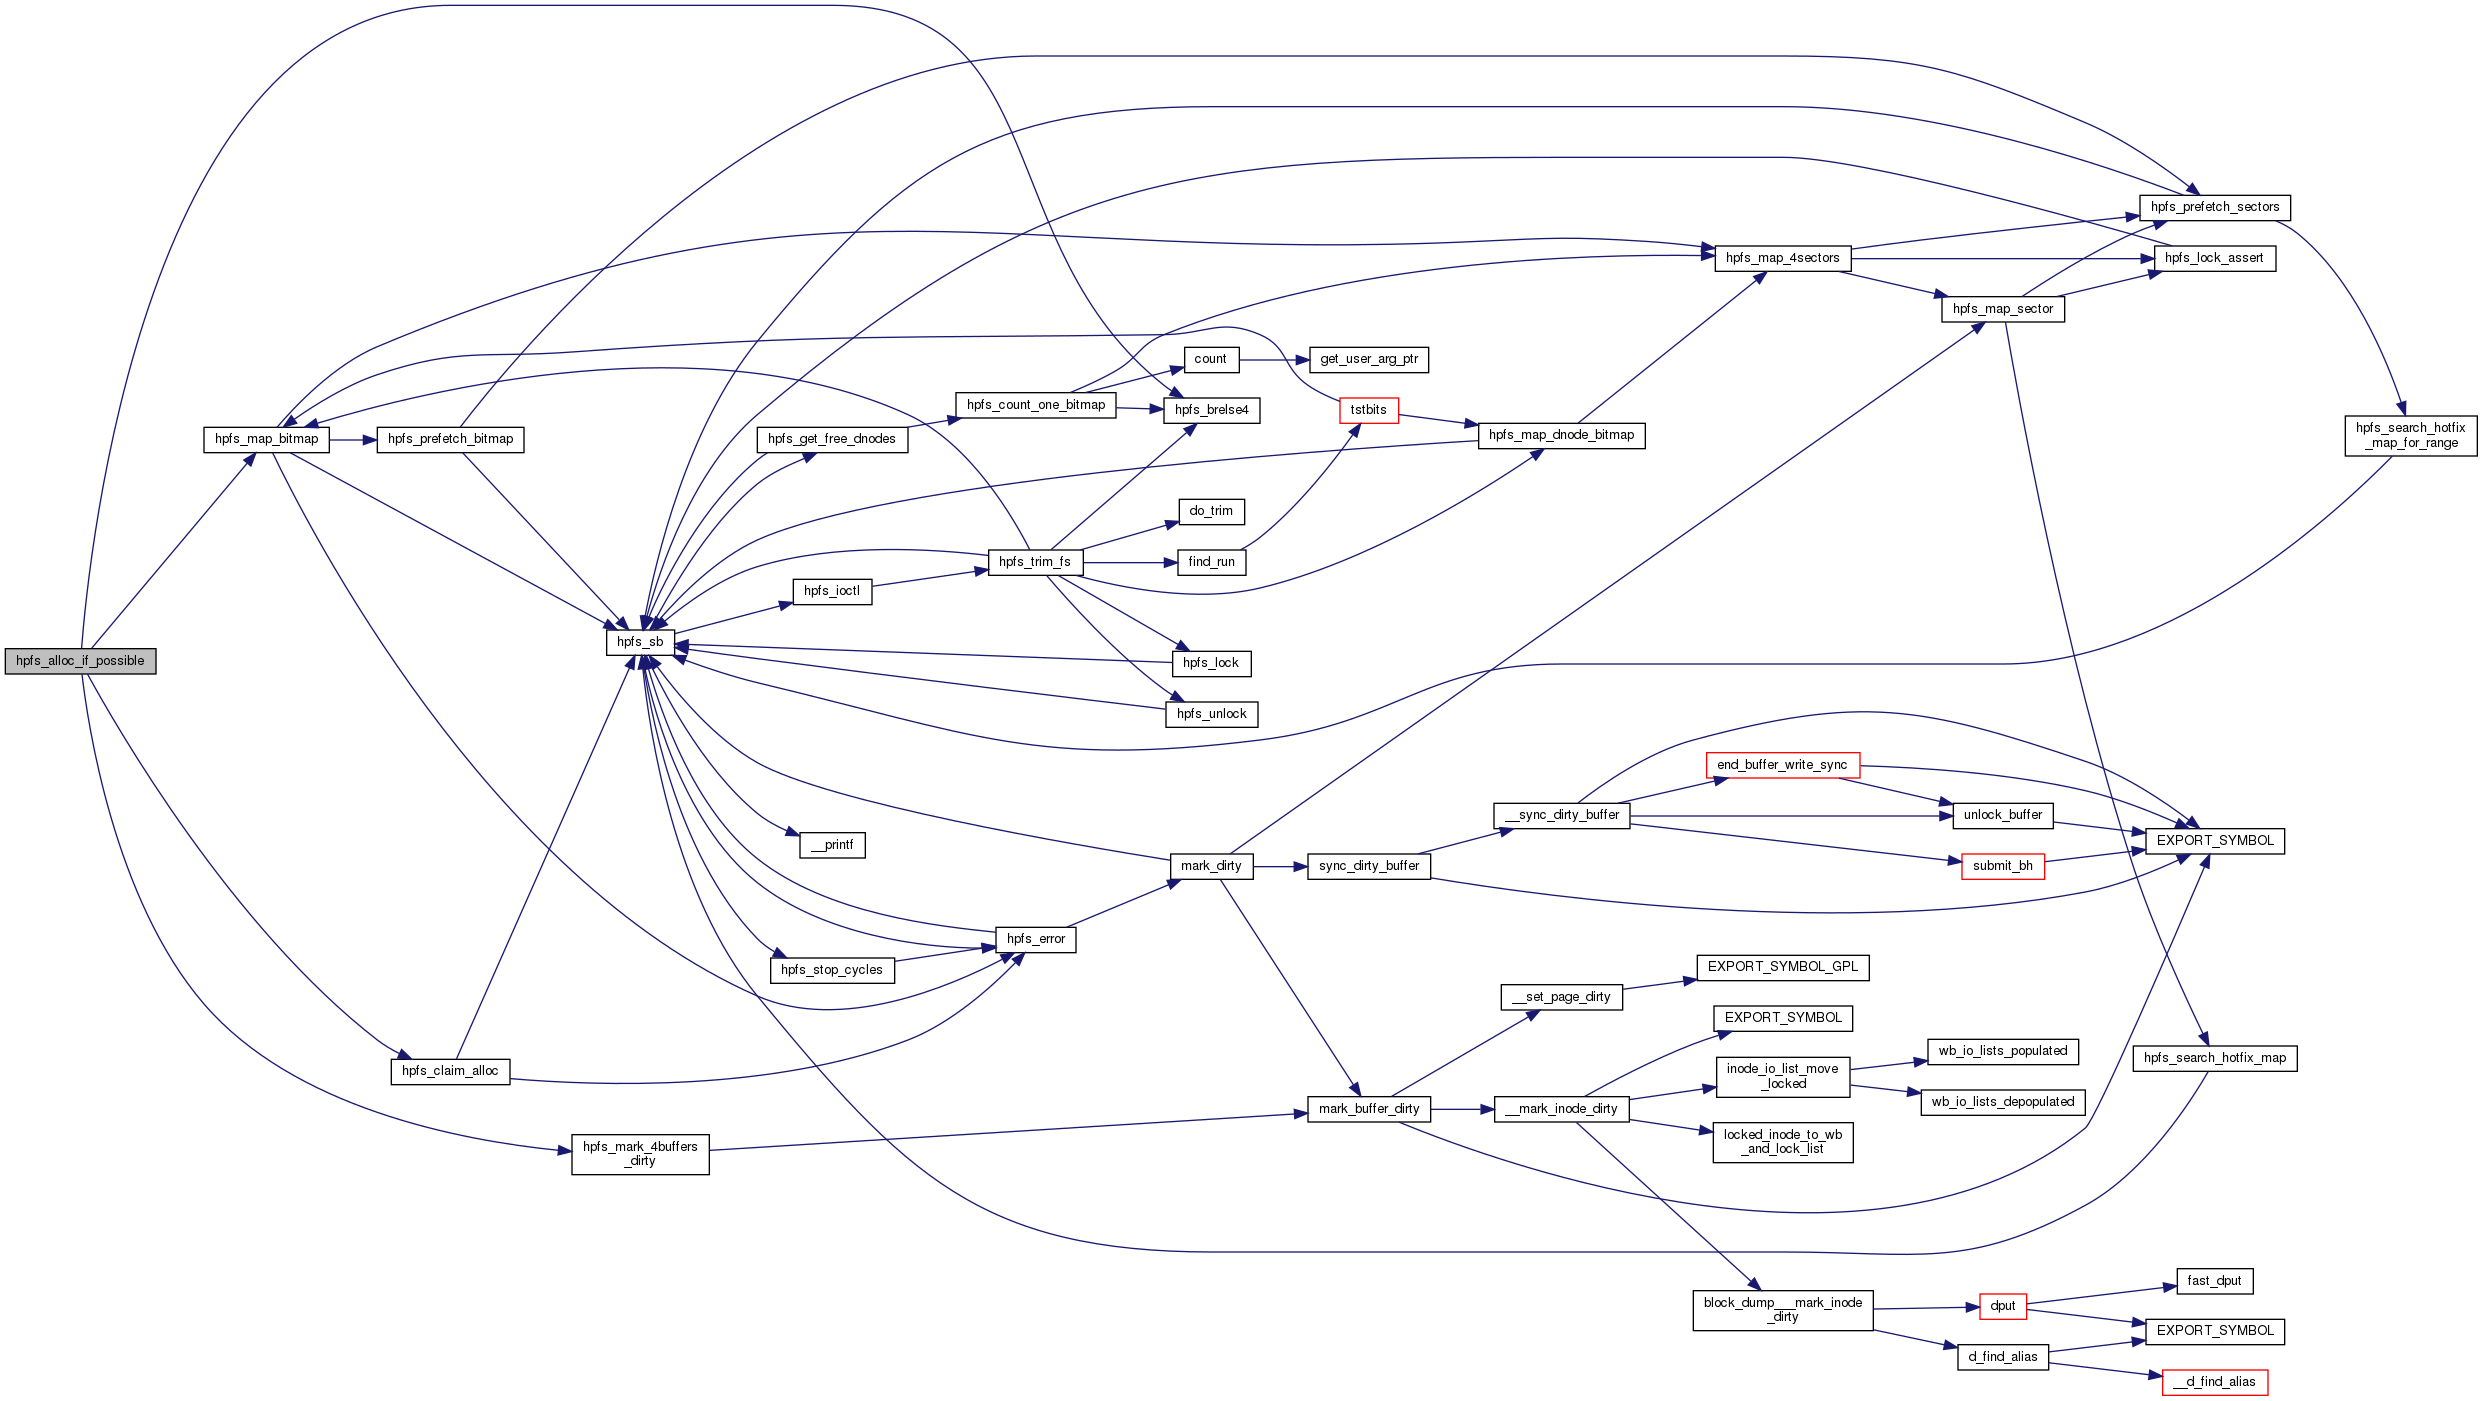 hpfs_alloc_if_possible
hpfs_map_bitmap
hpfs_prefetch_bitmap
hpfs_claim_alloc
hpfs_mark_4buffers
_dirty
hpfs_sb
hpfs_get_free_dnodes
hpfs_ioctl
__printf
hpfs_stop_cycles
hpfs_count_one_bitmap
hpfs_trim_fs
hpfs_error
count
hpfs_brelse4
do_trim
find_run
hpfs_lock
hpfs_unlock
mark_dirty
get_user_arg_ptr
tstbits
sync_dirty_buffer
mark_buffer_dirty
hpfs_map_dnode_bitmap
__sync_dirty_buffer
__set_page_dirty
__mark_inode_dirty
hpfs_map_4sectors
end_buffer_write_sync
EXPORT_SYMBOL_GPL
EXPORT_SYMBOL
inode_io_list_move
_locked
locked_inode_to_wb
_and_lock_list
block_dump___mark_inode
_dirty
hpfs_map_sector
unlock_buffer
submit_bh
wb_io_lists_populated
wb_io_lists_depopulated
dput
d_find_alias
hpfs_prefetch_sectors
hpfs_lock_assert
EXPORT_SYMBOL
hpfs_search_hotfix_map
fast_dput
EXPORT_SYMBOL
__d_find_alias
hpfs_search_hotfix
_map_for_range